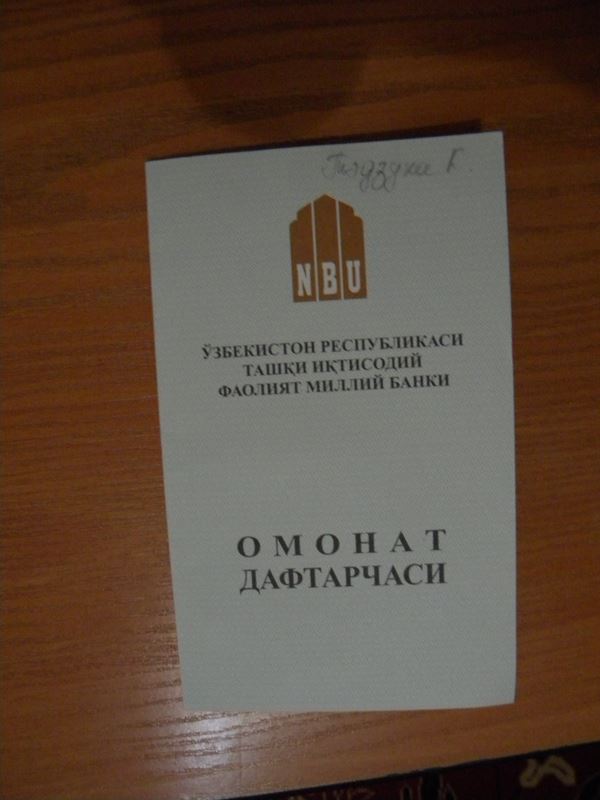 NBU
ЎЗБЕКИСТОН РЕСПУБЛИКАСИ
ТАШҚИ ИҚТИСОДИЙ
ФАОЛИЯТ МИЛЛИЙ БАНКИ
ОМОНАТ
ДАФТАРЧАСИ